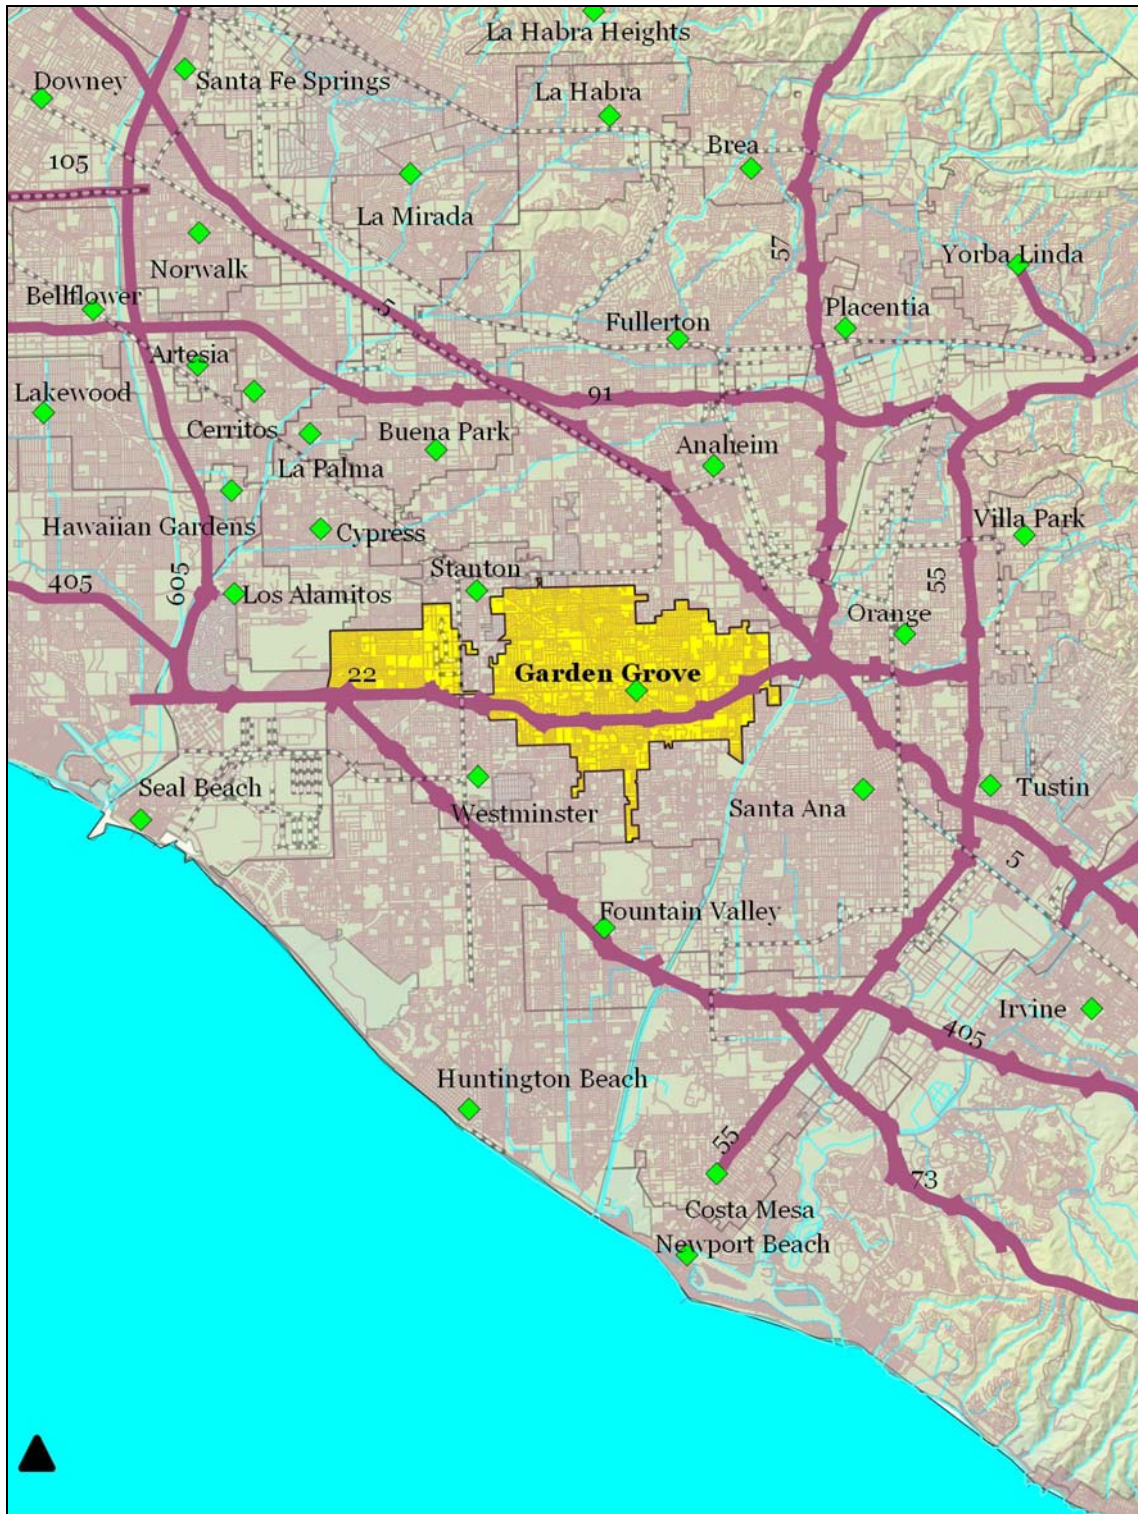 La Habra Heights
Downey
Santa Fe Springs
La Habra
Brea
105
La Mirada
Norwalk
57
Yorba Linda
Bellflower
5
Placentia
Fullerton
Artesia
91
Lakewood
Cerritos
Buena Park
Anaheim
La Palma
Hawaiian Gardens
Cypress
Villa Park
Stanton
405
605
Los Alamitos
55
Orange
22
Garden Grove
Seal Beach
Westminster
Santa Ana
Tustin
5
Fountain Valley
Irvine
405
Huntington Beach
55
73
Costa Mesa
Newport Beach